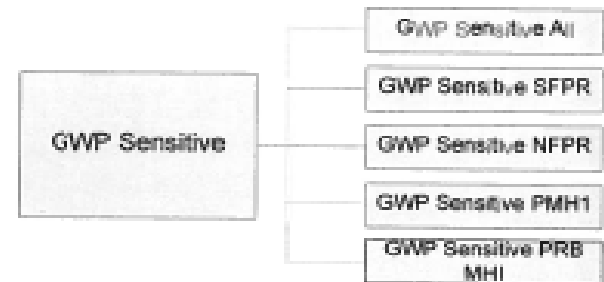 GWP Sensitive
GWP Sensitive All
GWP Sensitive SFPR
GWP Sensitive NFPR
GWP Sensitive PMH1
GWP Sensitive PRB
MHI